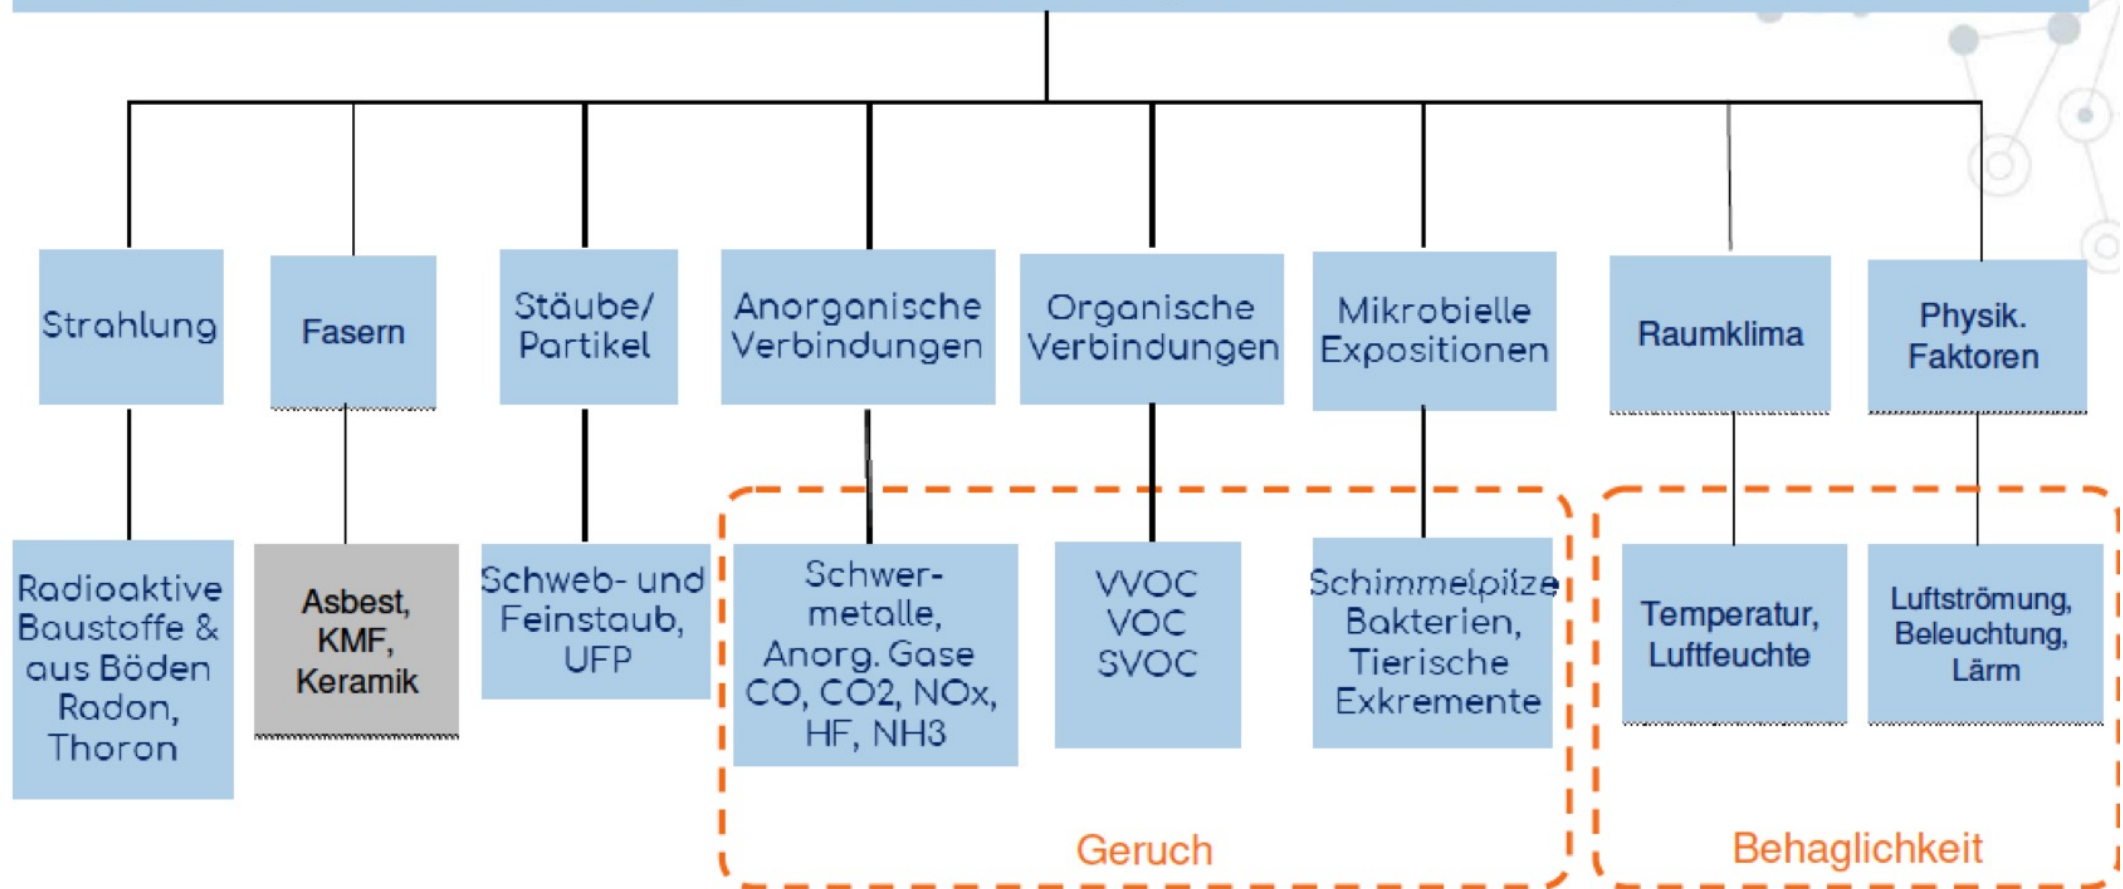 Strahlung
Fasern
Stäube/
Partikel
Anorganische
Verbindungen
Organische
Verbindungen
Mikrobielle
Expositionen
Raumklima
Physik.
Faktoren
Radioaktive
Baustoffe &
aus Böden
Radon,
Thoron
Asbest,
KMF,
Keramik
Schweb- und
Feinstaub,
UFP
Schwer-
metalle,
Anorg. Gase
CO, CO2, NOx,
HF, NH3
VVOC
VOC
SVOC
Schimmelpilze
Bakterien,
Tierische
Exkremente
Temperatur,
Luftfeuchte
Luftströmung,
Beleuchtung,
Lärm
Geruch
Behaglichkeit